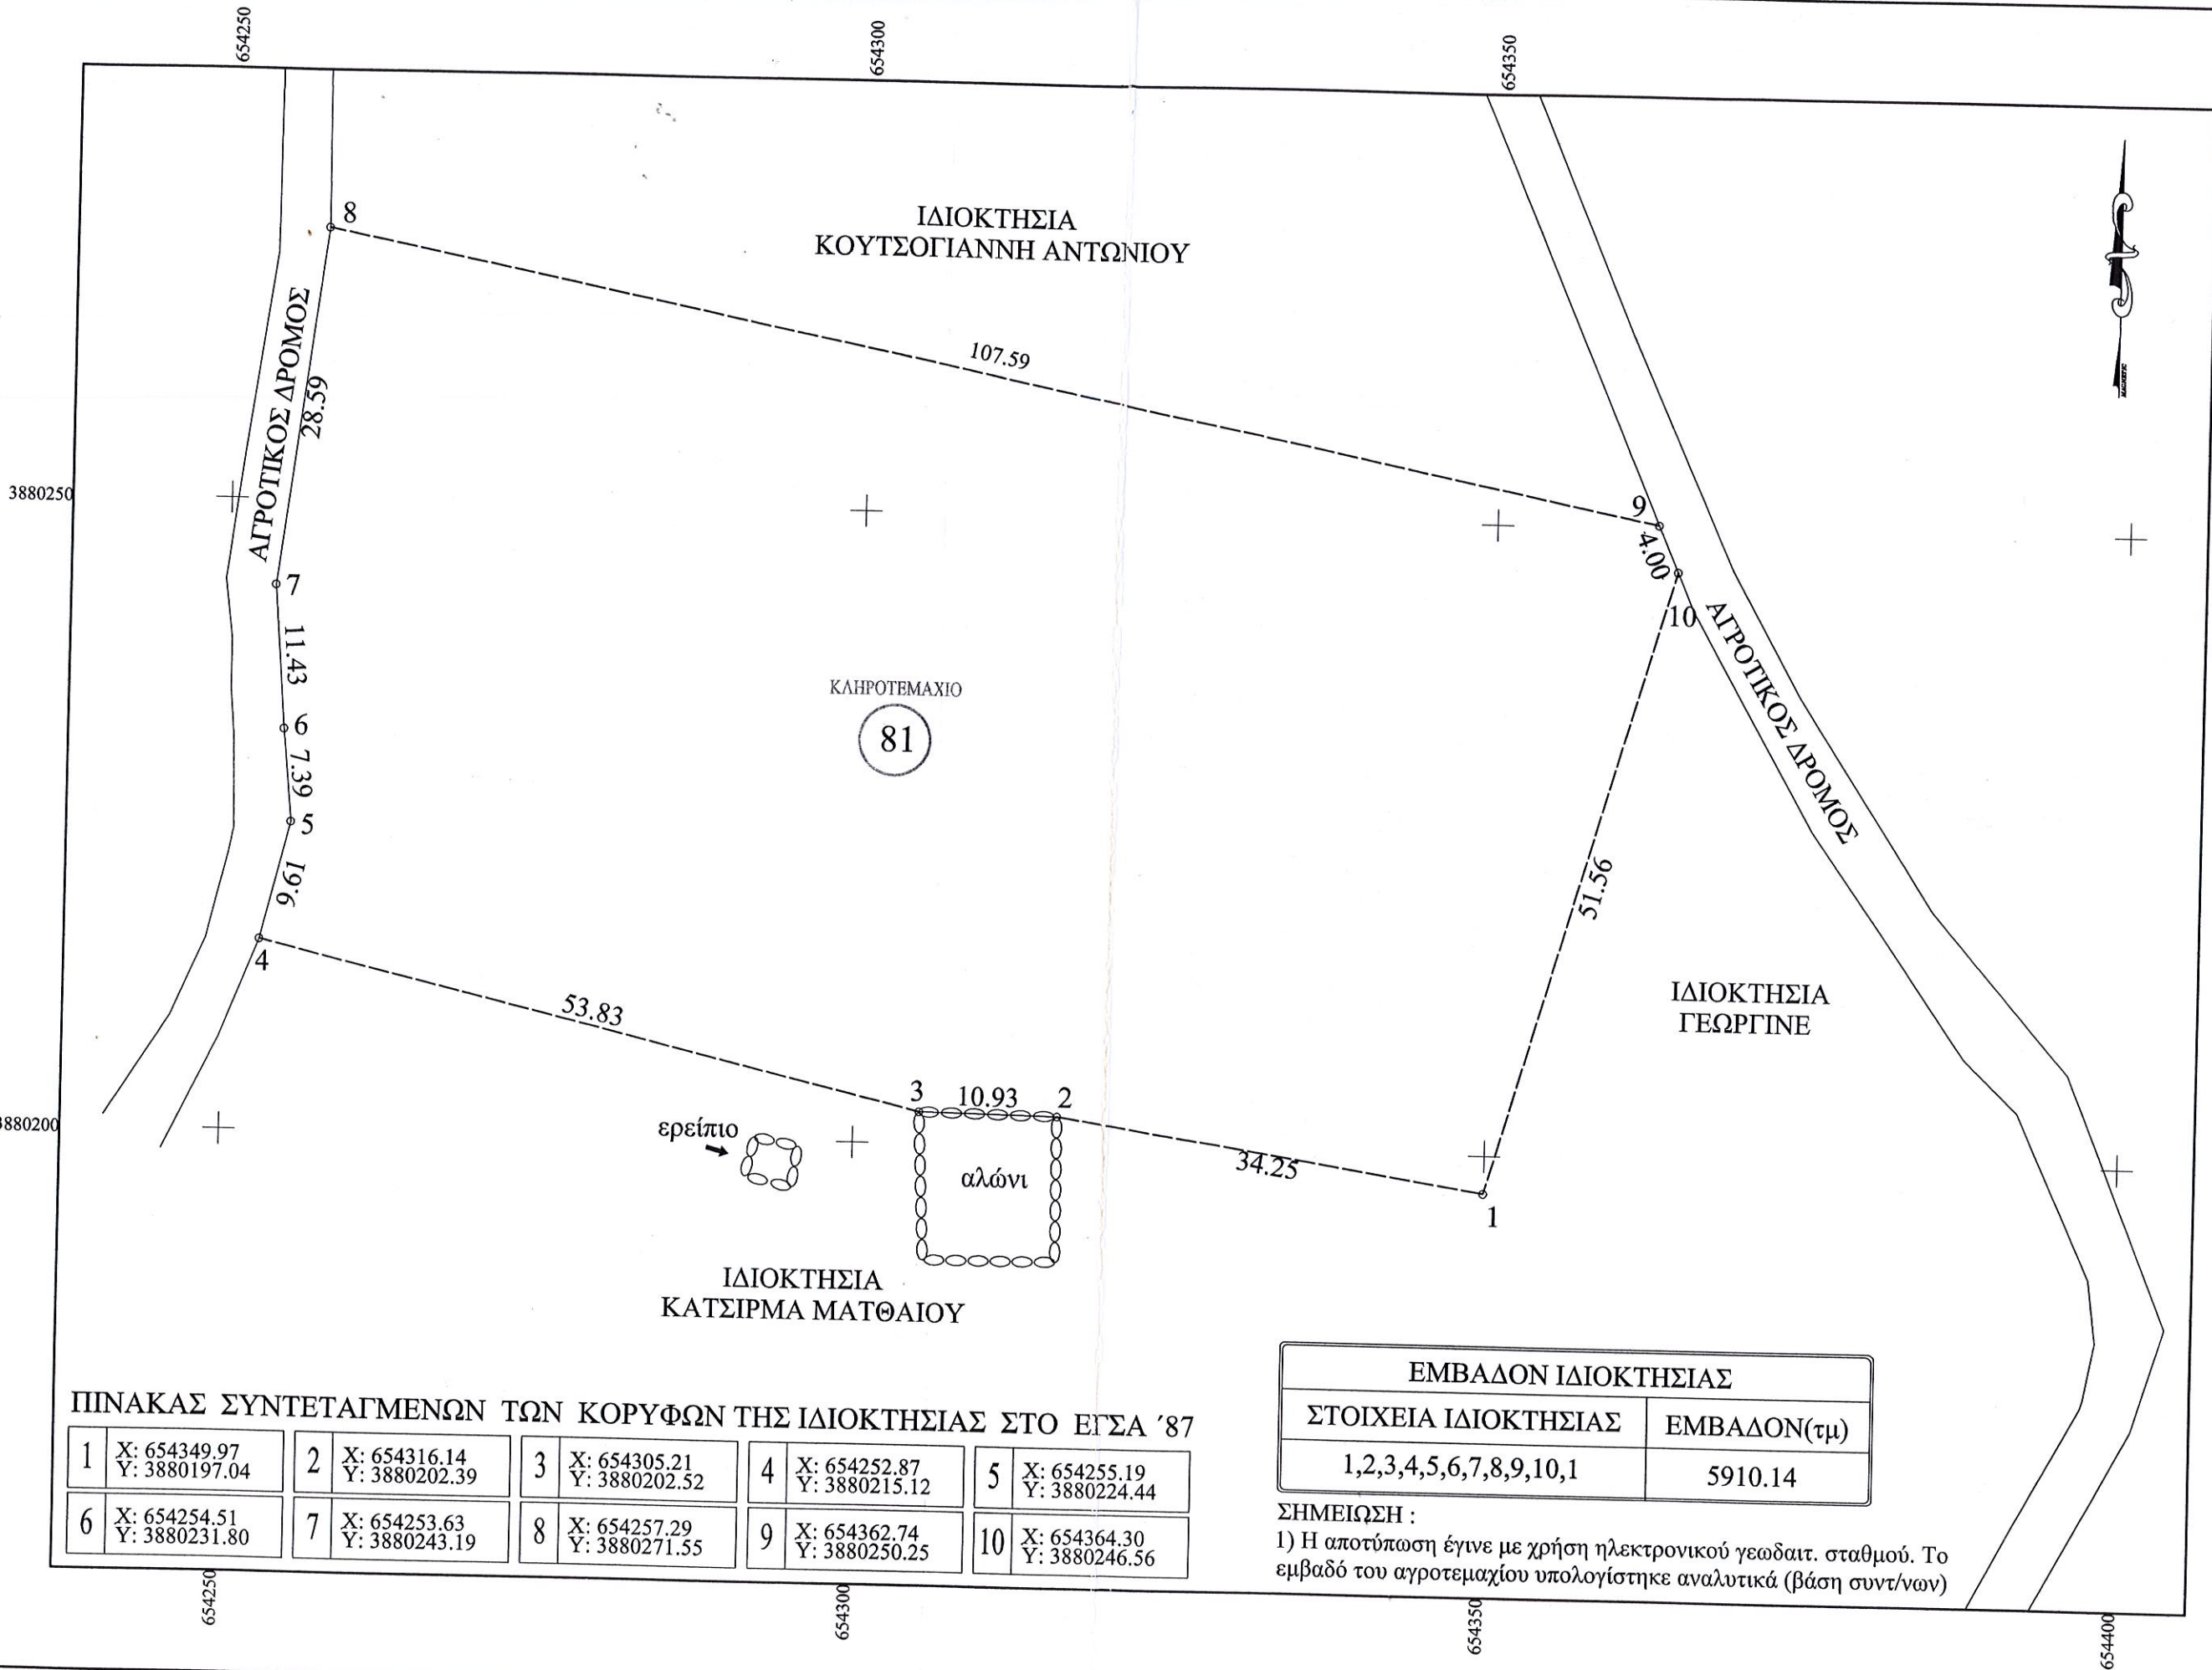 654250
654300
654350
8
ΙΔΙΟΚΤΗΣΙΑ
ΚΟΥΤΣΟΓΙΑΝΝΗ ΑΝΤΩΝΙΟΥ
MAGNETIC
ΑΓΡΟΤΙΚΟΣ ΔΡΟΜΟΣ
28.59
107.59
3880250
9
4.00
7
10
ΑΓΡΟΤΙΚΟΣ ΔΡΟΜΟΣ
11.43
ΚΛΗΡΟΤΕΜΑΧΙΟ
81
6
7.39
5
9.61
51.56
4
53.83
ΙΔΙΟΚΤΗΣΙΑ
ΓΕΩΡΓΙΝΕ
3
10.93
2
3880200
ερείπιο
αλώνι
34.25
1
ΙΔΙΟΚΤΗΣΙΑ
ΚΑΤΣΙΡΜΑ ΜΑΤΘΑΙΟΥ
ΠΙΝΑΚΑΣ ΣΥΝΤΕΤΑΓΜΕΝΩΝ ΤΩΝ ΚΟΡΥΦΩΝ ΤΗΣ ΙΔΙΟΚΤΗΣΙΑΣ ΣΤΟ ΕΓΣΑ ΄87
1 X: 654349.97
Y: 3880197.04
2 X: 654316.14
Y: 3880202.39
3 X: 654305.21
Y: 3880202.52
4 X: 654252.87
Y: 3880215.12
5 X: 654255.19
Y: 3880224.44
6 X: 654254.51
Y: 3880231.80
7 X: 654253.63
Y: 3880243.19
8 X: 654257.29
Y: 3880271.55
9 X: 654362.74
Y: 3880250.25
10 X: 654364.30
Y: 3880246.56
ΕΜΒΑΔΟΝ ΙΔΙΟΚΤΗΣΙΑΣ
ΣΤΟΙΧΕΙΑ ΙΔΙΟΚΤΗΣΙΑΣ ΕΜΒΑΔΟΝ(τμ)
1,2,3,4,5,6,7,8,9,10,1 5910.14
ΣΗΜΕΙΩΣΗ :
1) Η αποτύπωση έγινε με χρήση ηλεκτρονικού γεωδαιτ. σταθμού. Το
εμβαδό του αγροτεμαχίου υπολογίστηκε αναλυτικά (βάση συντ/νων)
654250
654300
654350
654400